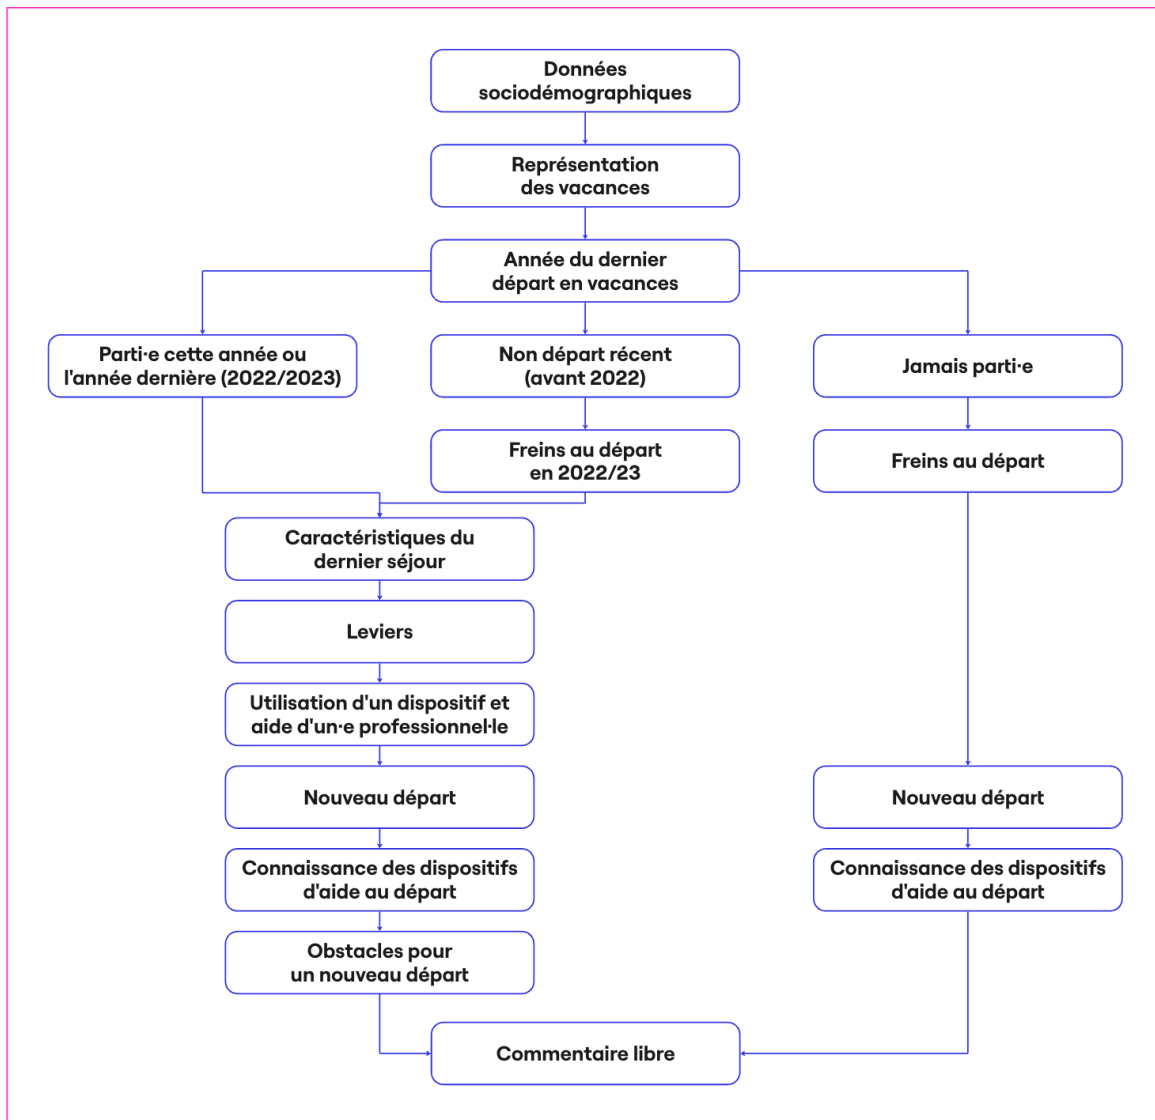 Données
sociodémographiques
Représentation
des vacances
Année du dernier
départ en vacances
Parti·e cette année ou
l'année dernière (2022/2023)
Non départ récent
(avant 2022)
Jamais parti·e
Freins au départ
en 2022/23
Freins au départ
Caractéristiques du
dernier séjour
Leviers
Utilisation d'un dispositif et
aide d'un·e professionnel·le
Nouveau départ
Nouveau départ
Connaissance des dispositifs
d'aide au départ
Connaissance des dispositifs
d'aide au départ
Obstacles pour
un nouveau départ
Commentaire libre